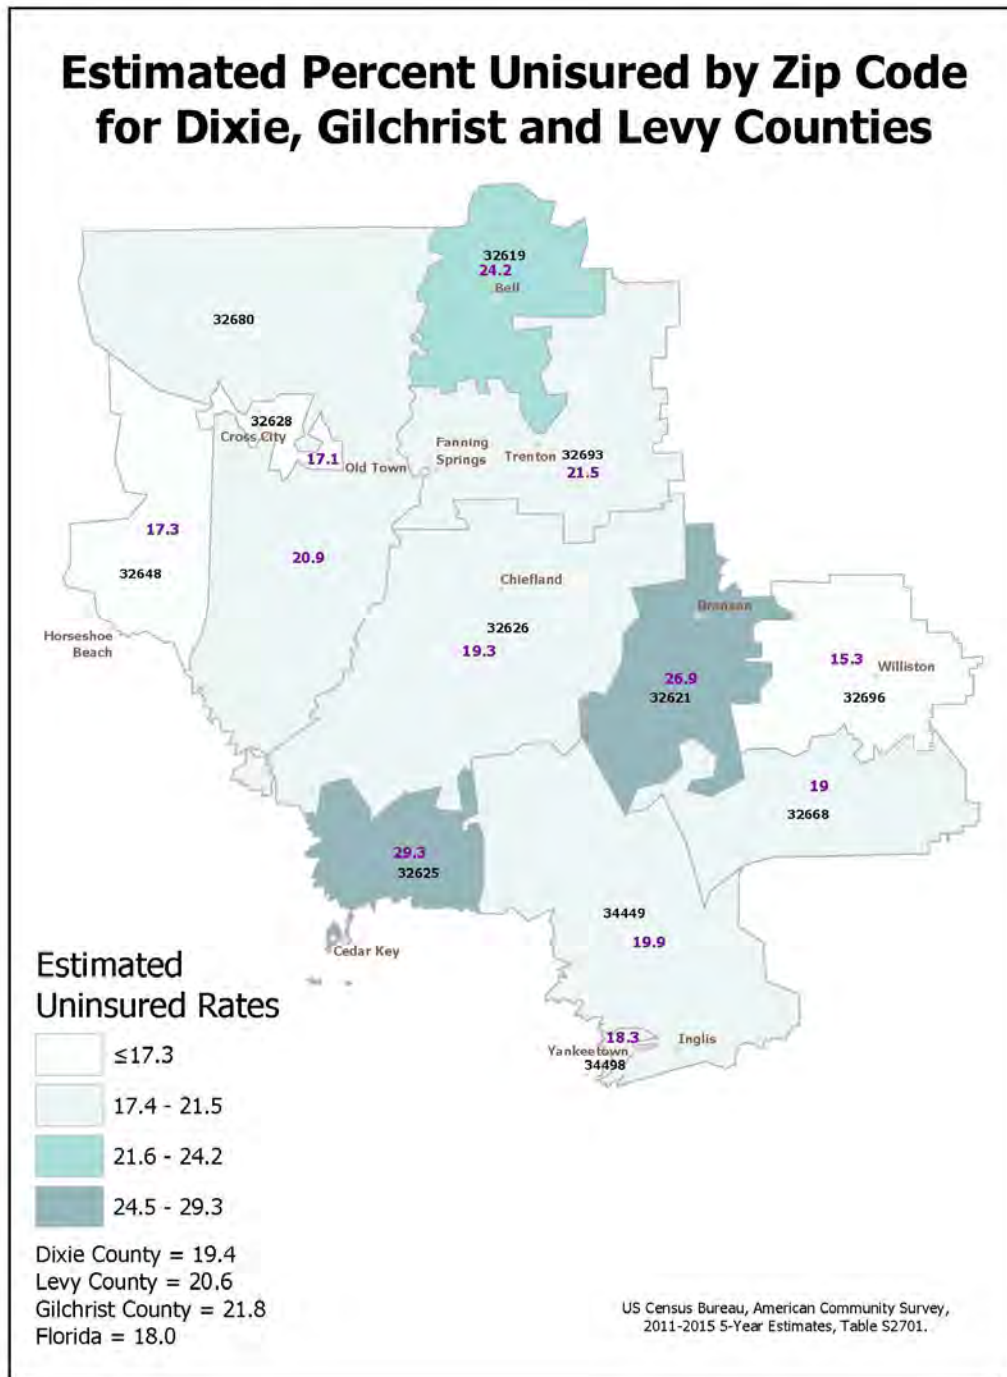 Estimated Percent Unisured by Zip Code
for Dixie, Gilchrist and Levy Counties
32619
24.2
Bell
32680
32628
Cross City
17.1
Old Town
Fanning
Springs
Trenton
32693
21.5
17.3
32648
20.9
Horseshoe
Beach
Chiefland
32626
19.3
Bronson
26.9
32621
15.3
Williston
32696
19
32668
29.3
32625
Cedar Key
34449
19.9
18.3
Yankeetown
34498
Inglis
Estimated
Uninsured Rates
≤17.3
17.4 - 21.5
21.6 - 24.2
24.5 - 29.3
Dixie County = 19.4
Levy County = 20.6
Gilchrist County = 21.8
Florida = 18.0
US Census Bureau, American Community Survey,
2011-2015 5-Year Estimates, Table S2701.